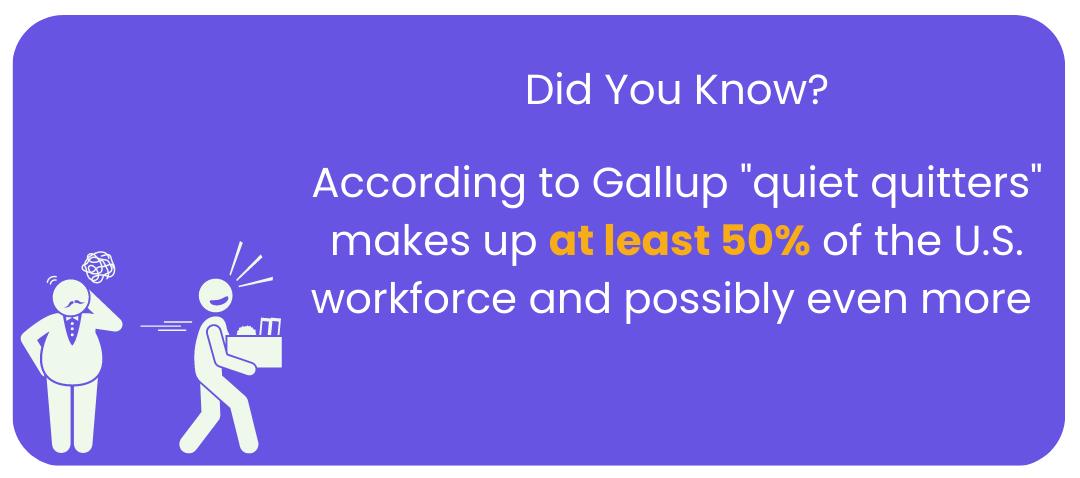 Did You Know?
According to Gallup "quiet quitters"
makes up at least 50% of the U.S.
workforce and possibly even more